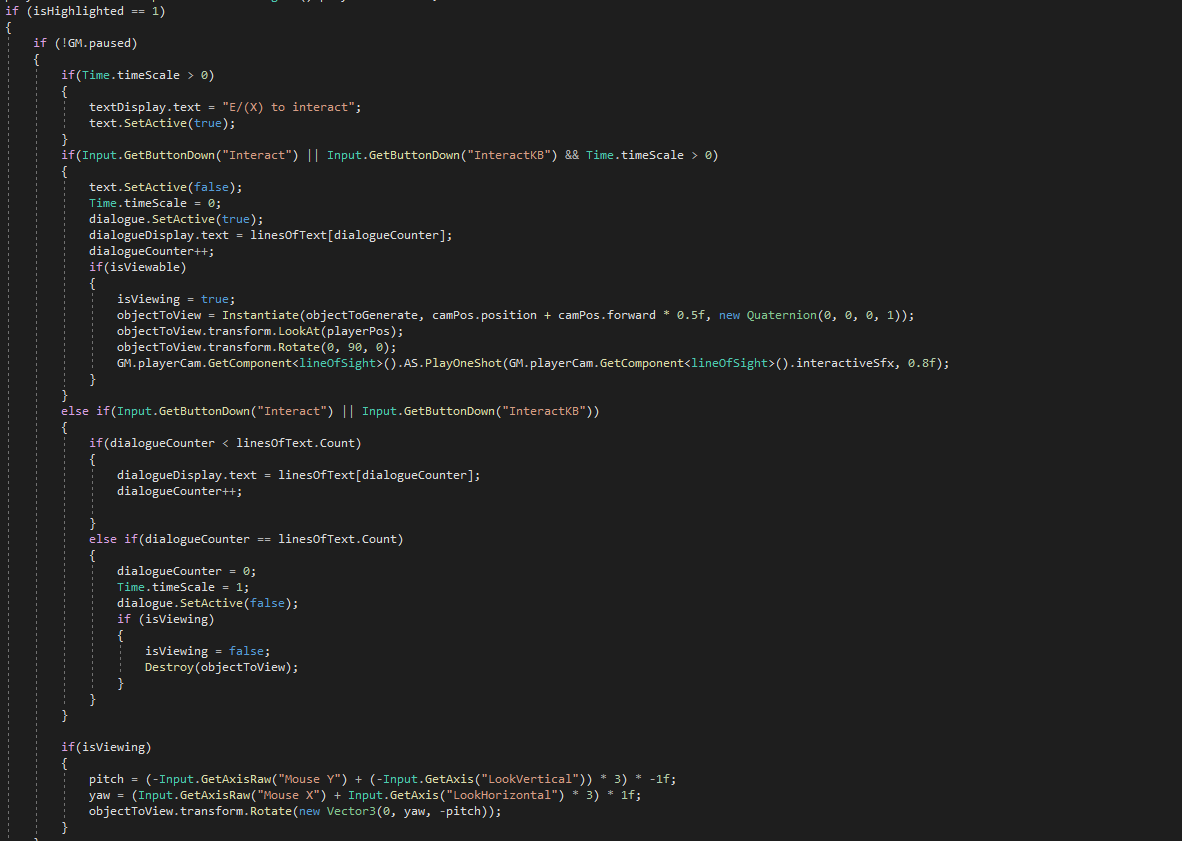 if (isHighlighted == 1)
{
if (!GM.paused)
{
if(Time.timeScale > 0)
{
textDisplay.text = "E/(X) to interact";
text.SetActive(true);
}
if(Input.GetButtonDown("Interact") || Input.GetButtonDown("InteractKB") && Time.timeScale > 0)
{
text.SetActive(false);
Time.timeScale = 0;
dialogue.SetActive(true);
dialogueDisplay.text = linesOfText[dialogueCounter];
dialogueCounter++;
if(isViewable)
{
isViewing = true;
objectToView = Instantiate(objectToGenerate, camPos.position + camPos.forward * 0.5f, new Quaternion(0, 0, 0, 1));
objectToView.transform.LookAt(playerPos);
objectToView.transform.Rotate(0, 90, 0);
GM.playerCam.GetComponent<lineOfSight>().AS.PlayOneShot(GM.playerCam.GetComponent<lineOfSight>().interactiveSfx, 0.8f);
}
}
else if(Input.GetButtonDown("Interact") || Input.GetButtonDown("InteractKB"))
{
if(dialogueCounter < linesOfText.Count)
{
dialogueDisplay.text = linesOfText[dialogueCounter];
dialogueCounter++;
}
else if(dialogueCounter == linesOfText.Count)
{
dialogueCounter = 0;
Time.timeScale = 1;
dialogue.SetActive(false);
if (isViewing)
{
isViewing = false;
Destroy(objectToView);
}
}
}
if(isViewing)
{
pitch = (-Input.GetAxisRaw("Mouse Y") + (-Input.GetAxis("LookVertical")) * 3) * -1f;
yaw = (Input.GetAxisRaw("Mouse X") + Input.GetAxis("LookHorizontal") * 3) * 1f;
objectToView.transform.Rotate(new Vector3(0, yaw, -pitch));
}